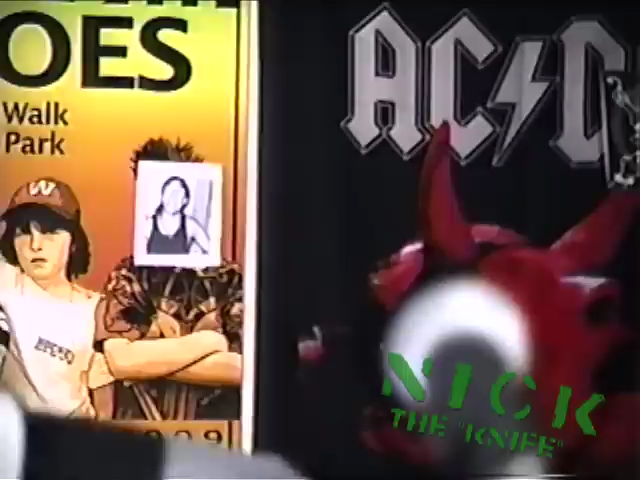 OES
Walk
Park
W
AC⚡D
NICK
THE "KNIFE"